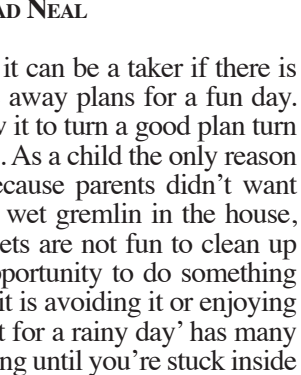 AD NEAL
it can be a taker if there is
away plans for a fun day.
it to turn a good plan turn
. As a child the only reason
ecause parents didn't want
wet gremlin in the house,
ets are not fun to clean up
pportunity to do something
it is avoiding it or enjoying
t for a rainy day' has many
ng until you're stuck inside